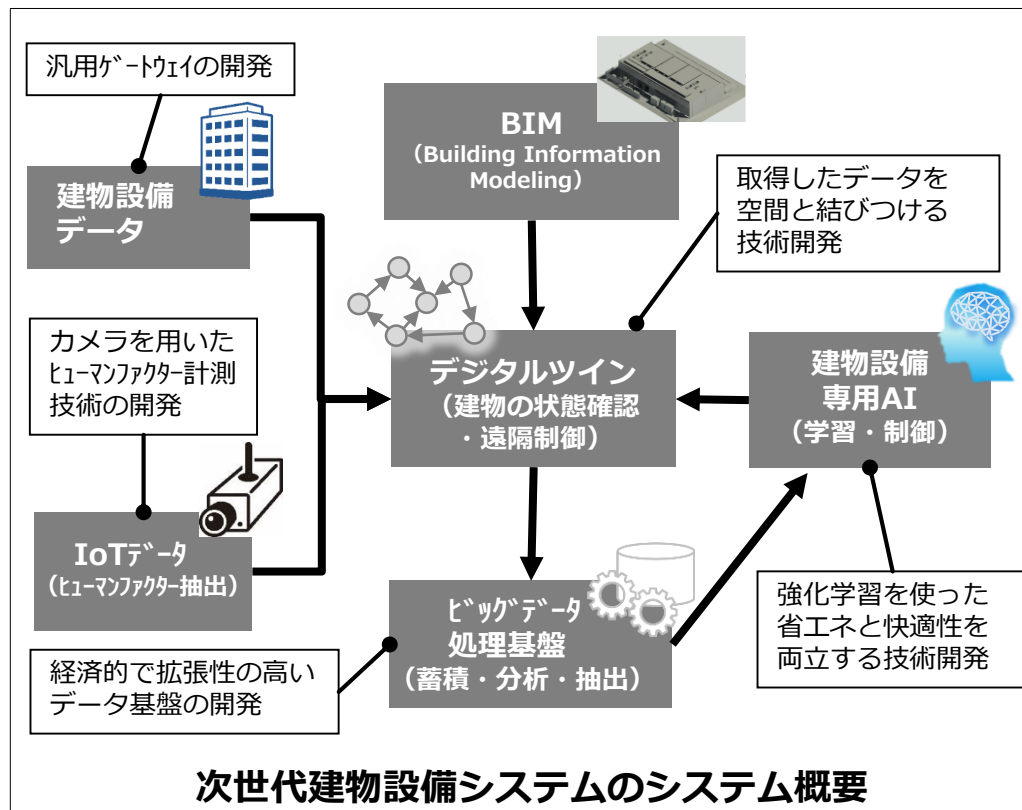 汎用ｹﾞｰﾄｳｪｲの開発
BIM
（Building Information
Modeling）
建物設備
データ
取得したデータを
空間と結びつける
技術開発
カメラを用いた
ﾋｭｰﾏﾝﾌｧｸﾀｰ計測
技術の開発
デジタルツイン
（建物の状態確認
・遠隔制御）
建物設備
専用AI
（学習・制御）
IoTﾃﾞｰﾀ
（ﾋｭｰﾏﾝﾌｧｸﾀｰ抽出）
ﾋﾞｯｸﾞﾃﾞｰﾀ
処理基盤
（蓄積・分析・抽出）
経済的で拡張性の高い
データ基盤の開発
強化学習を使った
省エネと快適性を
両立する技術開発
次世代建物設備システムのシステム概要